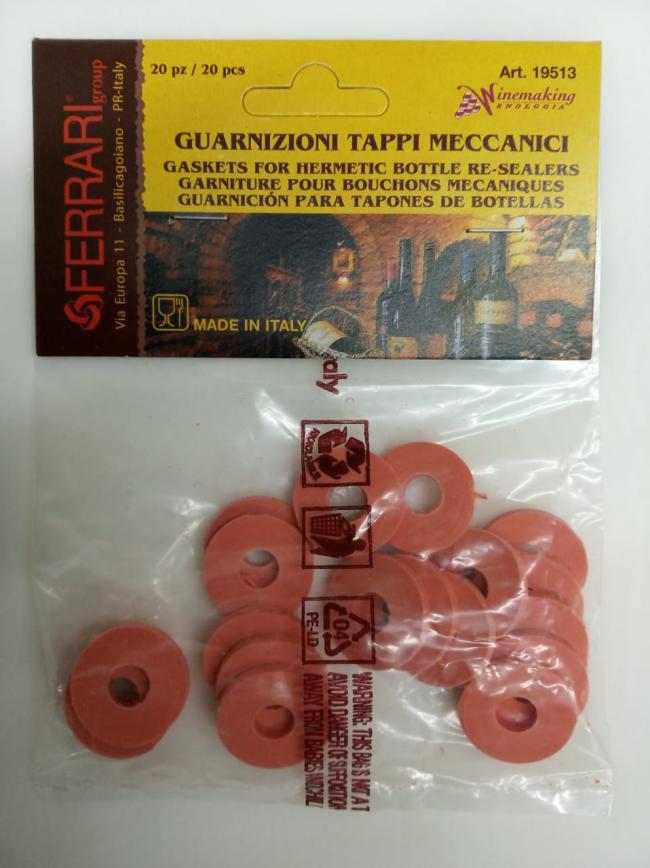 20 pz / 20 pcs
Art. 19513
Winemaking
ENOLOGIA
GUARNIZIONI TAPPI MECCANICI
GASKETS FOR HERMETIC BOTTLE RE-SEALERS
GARNITURE POUR BOUCHONS MECANIQUES
GUARNICIÓN PARA TAPONES DE BOTELLAS
FERRARI® group
Via Europa 11 - Basilicagoiano - PR-Italy
MADE IN ITALY
aly
04
PE-LD
WARNING: THIS BAG IS NOT A T
AVOID DANGER OF SUFFOCATION
AWAY FROM BABIES AND CHIL